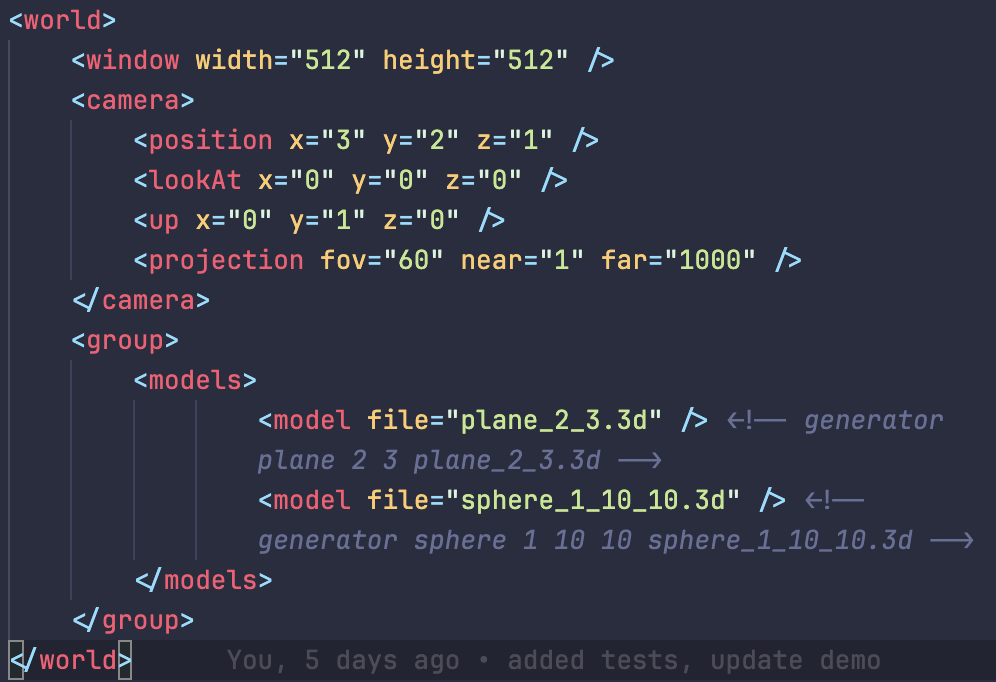 <world>
<window width="512" height="512" />
<camera>
<position x="3" y="2" z="1" />
<lookAt x="0" y="0" z="0" />
<up x="0" y="1" z="0" />
<projection fov="60" near="1" far="1000" />
</camera>
<group>
<models>
<model file="plane_2_3.3d" /> <!-- generator
plane 2 3 plane_2_3.3d -->
<model file="sphere_1_10_10.3d" /> <!--
generator sphere 1 10 10 sphere_1_10_10.3d -->
</models>
</group>
</world> You, 5 days ago • added tests, update demo